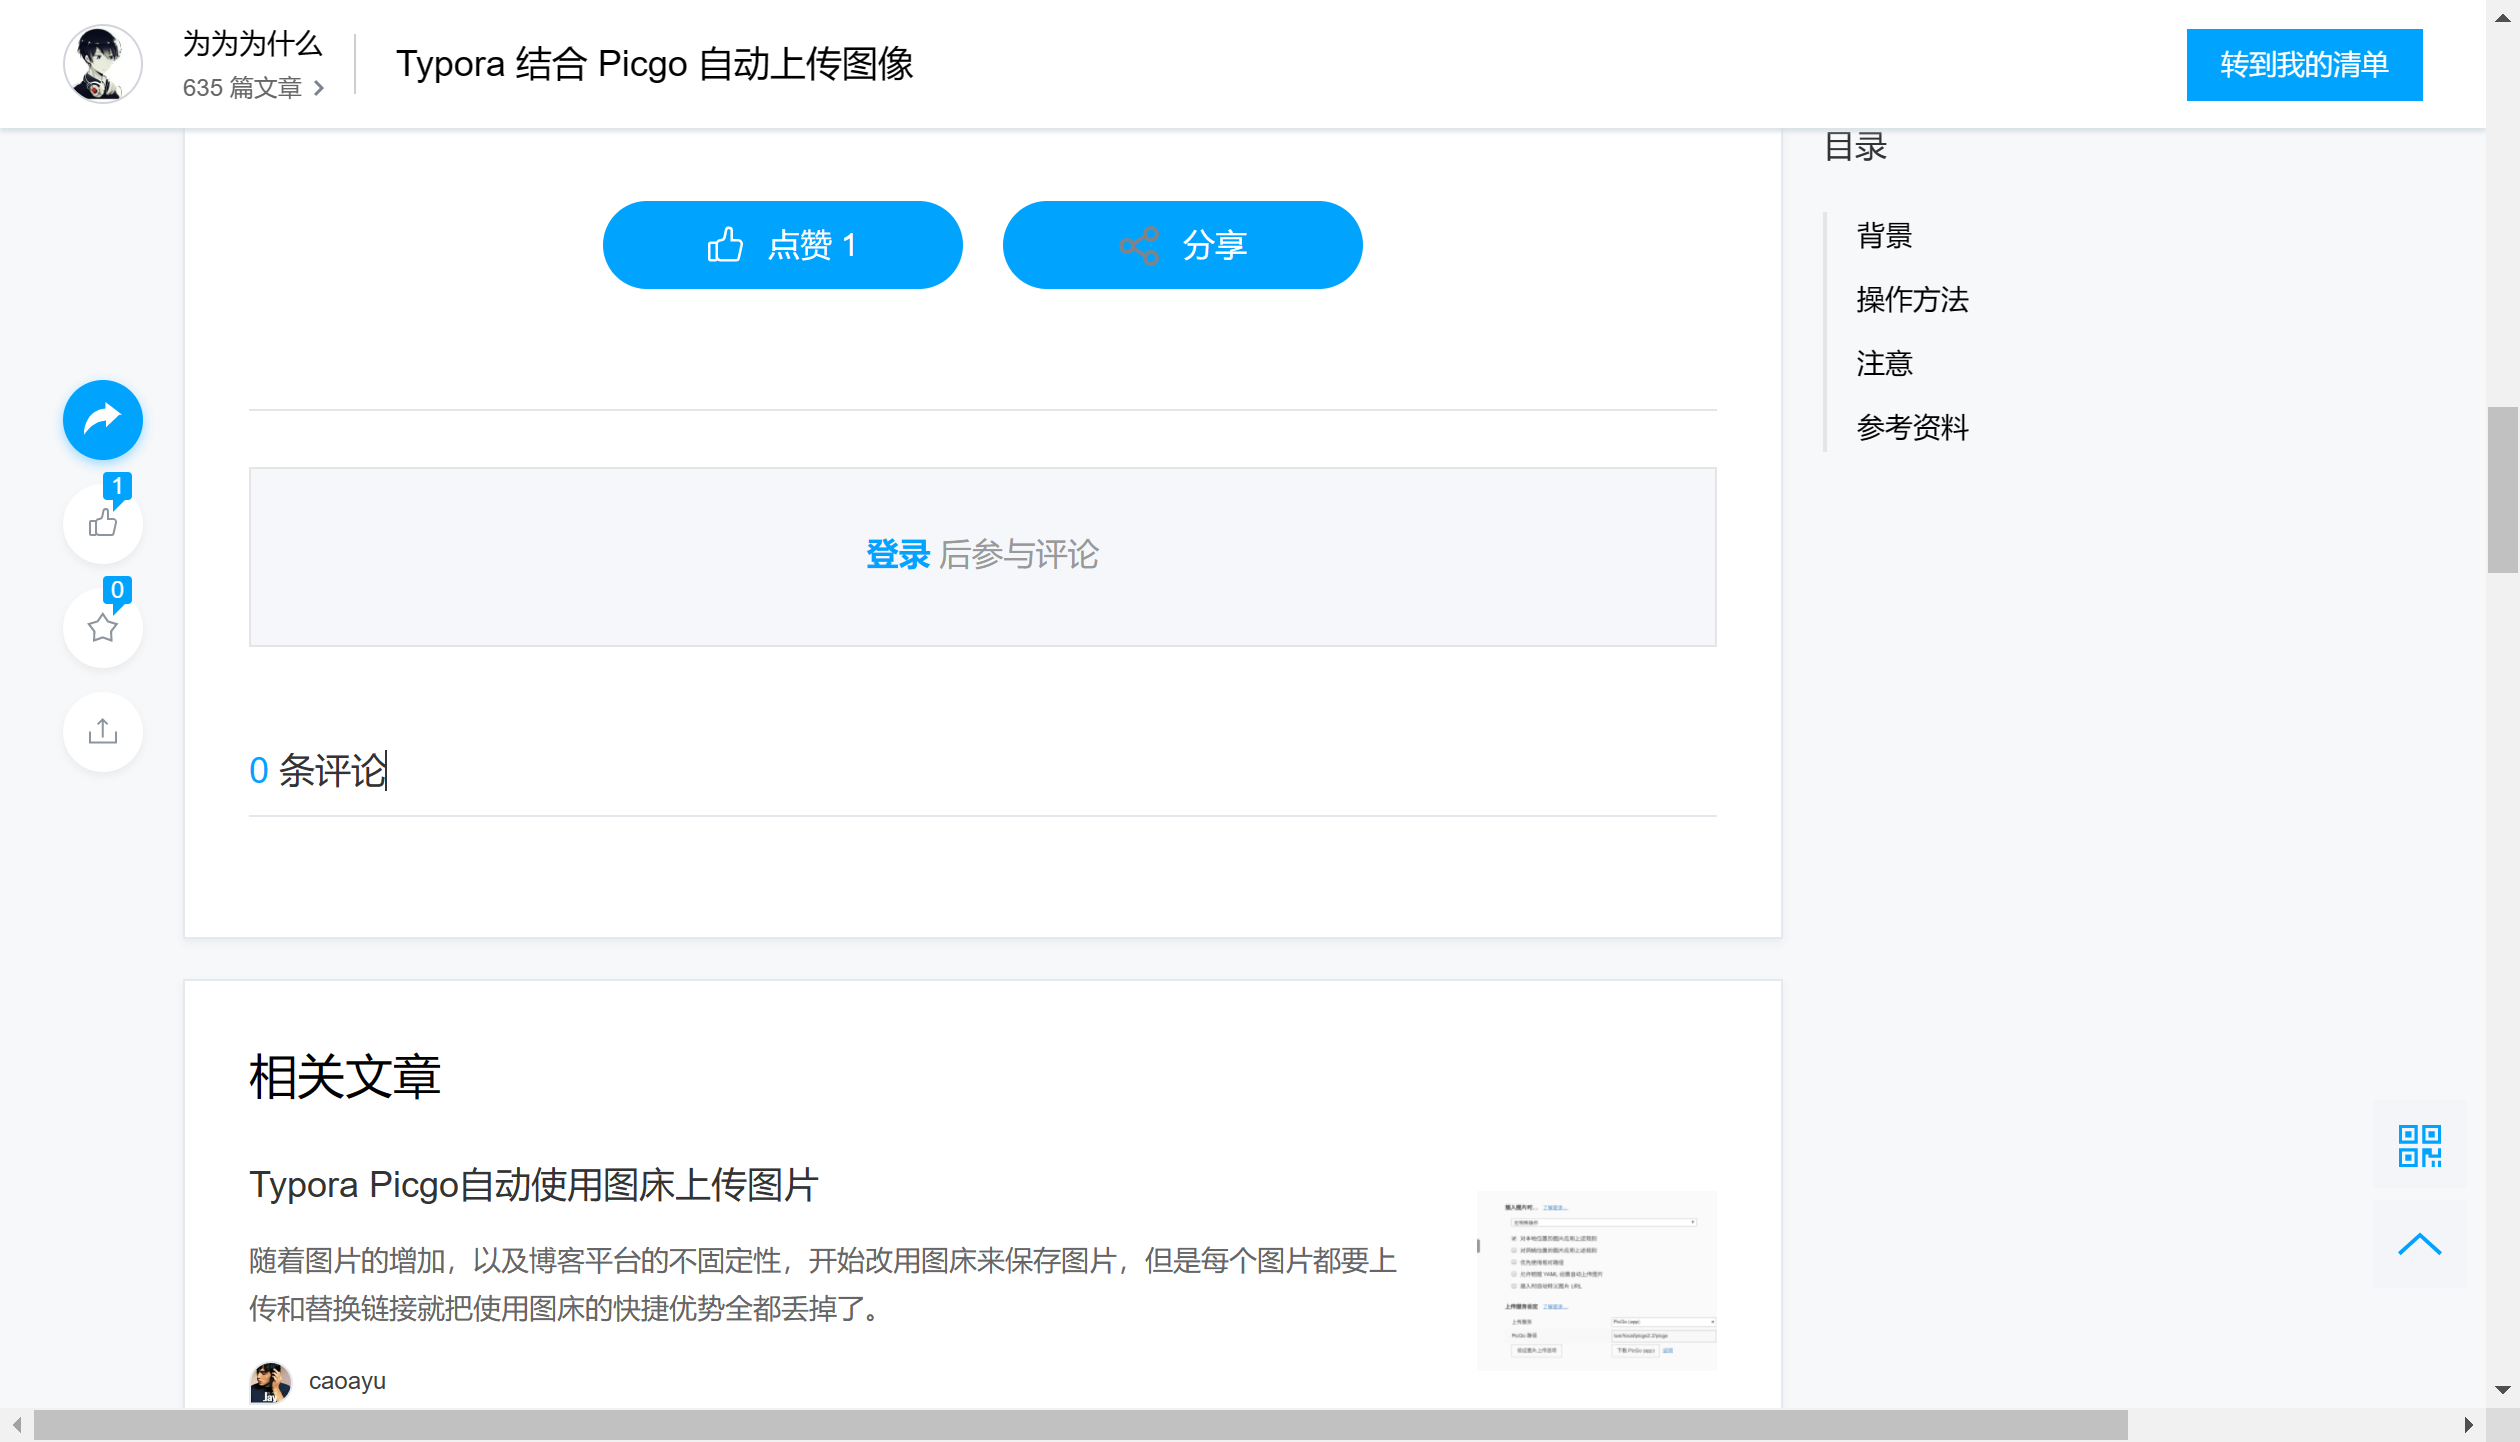 为为为什么
635 篇文章
Typora 结合 Picgo 自动上传图像
转到我的清单
点赞 1
分享
目录
背景
操作方法
注意
参考资料
1
0
登录 后参与评论
0 条评论
相关文章
Typora Picgo自动使用图床上传图片
随着图片的增加，以及博客平台的不固定性，开始改用图床来保存图片，但是每个图片都要上
传和替换链接就把使用图床的快捷优势全都丢掉了。
caoayu
Jay